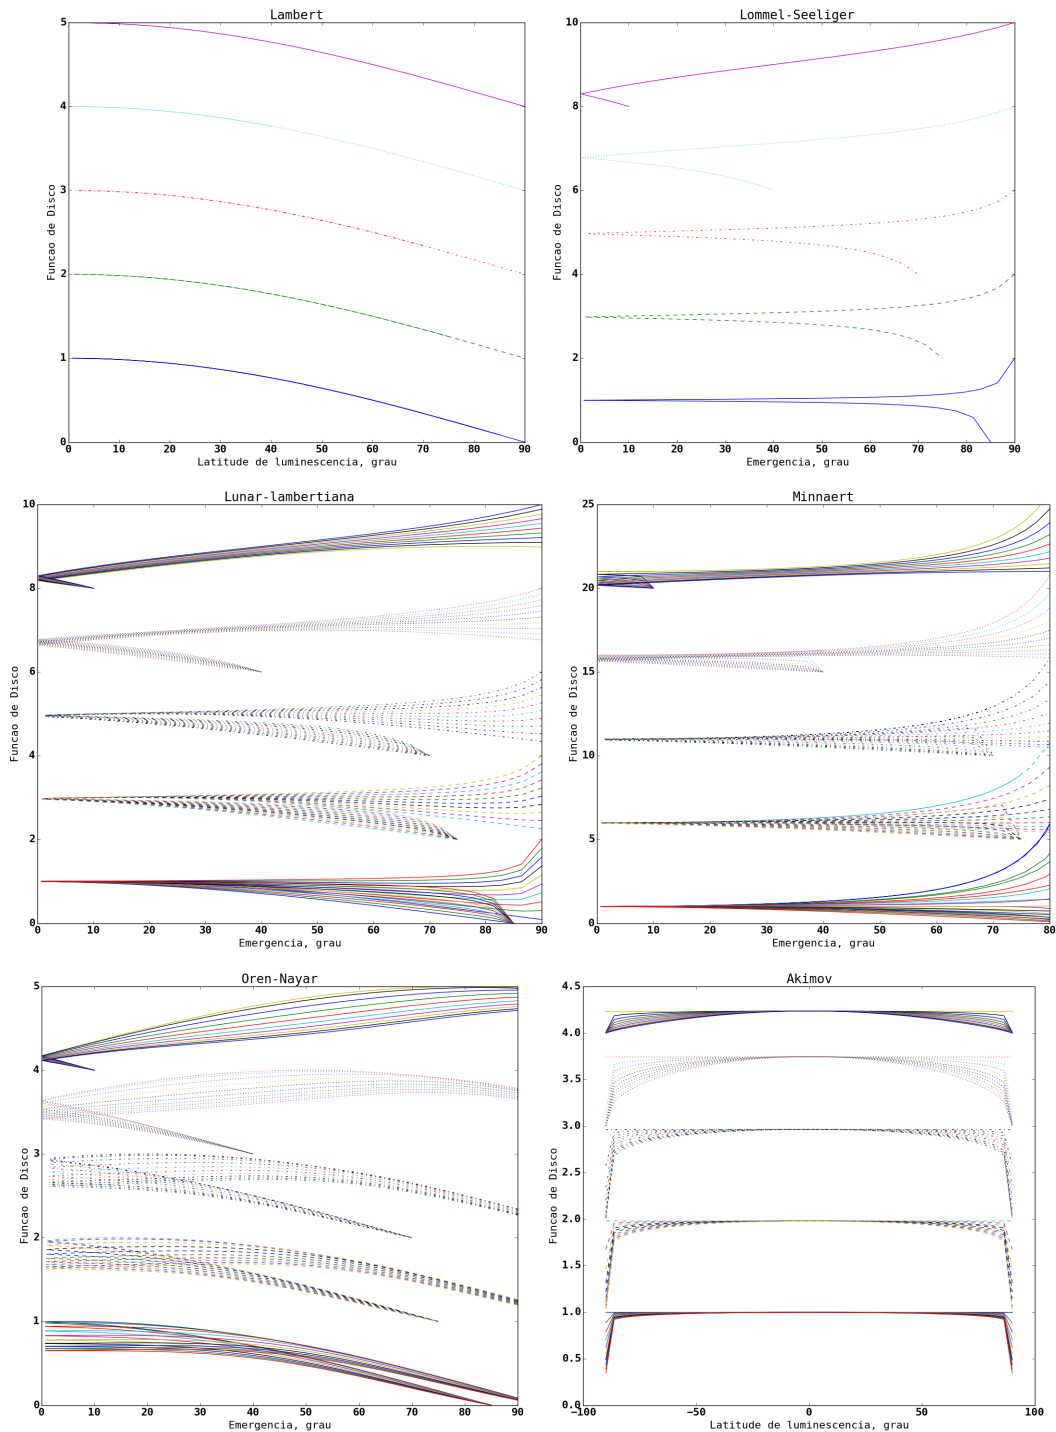 Lambert
5
4
3
2
1
0
Funcao de Disco
0 10 20 30 40 50 60 70 80 90
Latitude de luminescencia, grau
Lommel-Seeliger
10
8
6
4
2
0
Funcao de Disco
0 10 20 30 40 50 60 70 80 90
Emergencia, grau
Lunar-lambertiana
10
8
6
4
2
0
Funcao de Disco
0 10 20 30 40 50 60 70 80 90
Emergencia, grau
Minnaert
25
20
15
10
5
0
Funcao de Disco
0 10 20 30 40 50 60 70 80
Emergencia, grau
Oren-Nayar
5
4
3
2
1
0
Funcao de Disco
0 10 20 30 40 50 60 70 80 90
Emergencia, grau
Akimov
4.5
4.0
3.5
3.0
2.5
2.0
1.5
1.0
0.5
0.0
Funcao de Disco
−100 −50 0 50 100
Latitude de luminescencia, grau